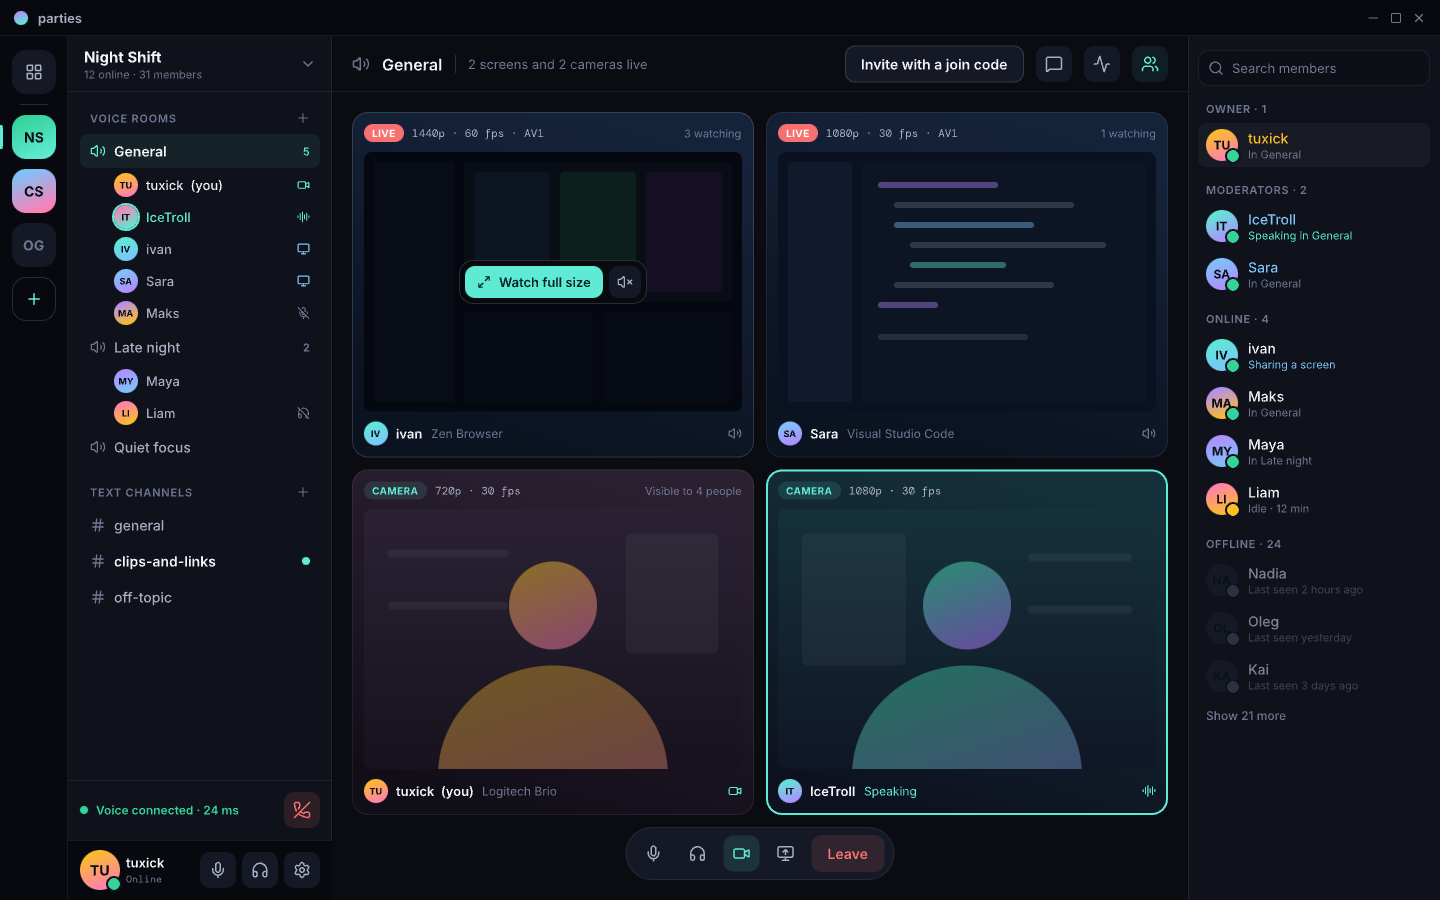 parties
NS
CS
OG
Night Shift
12 online · 31 members
VOICE ROOMS
General
5
TU
tuxick (you)
IT
IceTroll
IV
ivan
SA
Sara
MA
Maks
Late night
2
MY
Maya
LI
Liam
Quiet focus
TEXT CHANNELS
# general
# clips-and-links
# off-topic
Voice connected · 24 ms
TU
tuxick
Online
General
2 screens and 2 cameras live
Invite with a join code
LIVE
1440p · 60 fps · AV1
3 watching
Watch full size
IV
ivan
Zen Browser
LIVE
1080p · 30 fps · AV1
1 watching
SA
Sara
Visual Studio Code
CAMERA
720p · 30 fps
Visible to 4 people
TU
tuxick (you)
Logitech Brio
CAMERA
1080p · 30 fps
IT
IceTroll
Speaking
Leave
Search members
OWNER · 1
TU
tuxick
In General
MODERATORS · 2
IT
IceTroll
Speaking in General
SA
Sara
In General
ONLINE · 4
IV
ivan
Sharing a screen
MA
Maks
In General
MY
Maya
In Late night
LI
Liam
Idle · 12 min
OFFLINE · 24
NA
Nadia
Last seen 2 hours ago
OL
Oleg
Last seen yesterday
KA
Kai
Last seen 3 days ago
Show 21 more